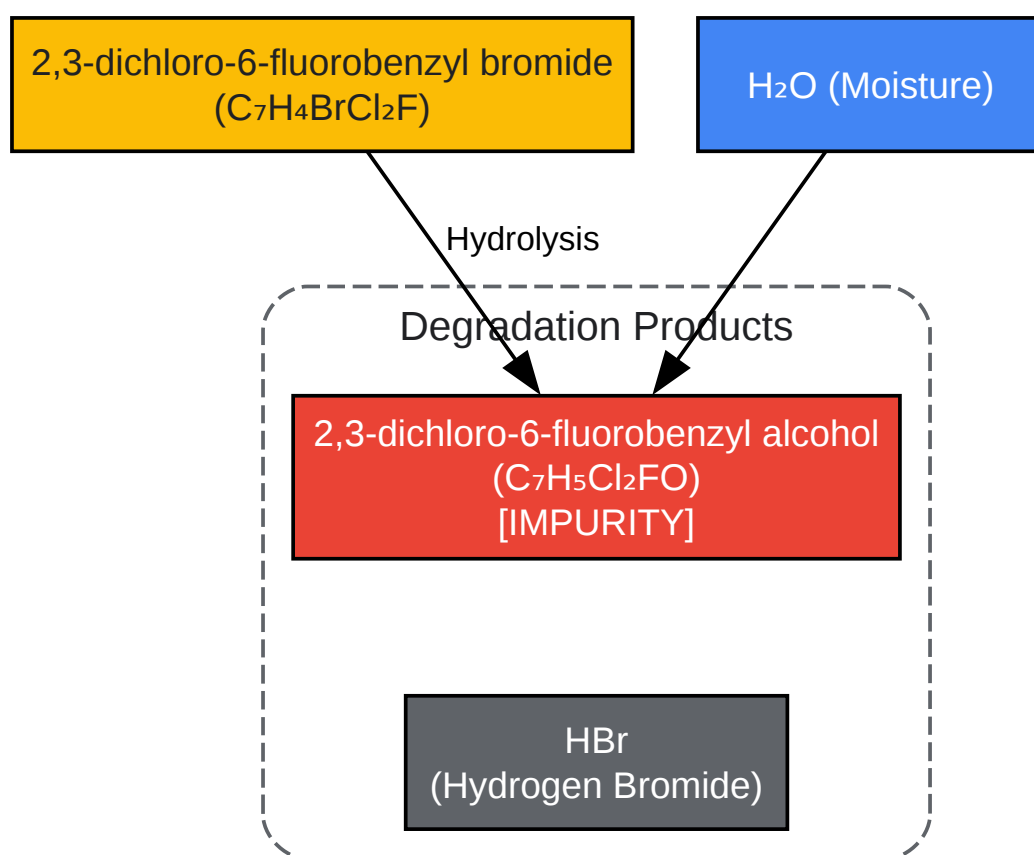 2,3-dichloro-6-fluorobenzyl bromide
(C₇H₄BrCl₂F)
H₂O (Moisture)
Hydrolysis
Degradation Products
2,3-dichloro-6-fluorobenzyl alcohol
(C₇H₅Cl₂FO)
[IMPURITY]
HBr
(Hydrogen Bromide)